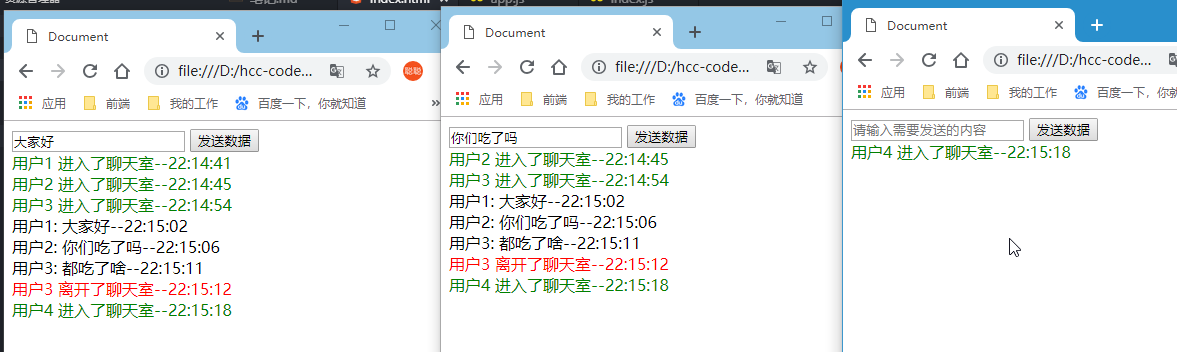 笔记.md
index.html
app.js
index.js
Document
file:///D:/hcc-code...
聪聪
应用
前端
我的工作
百度一下，你就知道
»
大家好
发送数据
用户1 进入了聊天室--22:14:41
用户2 进入了聊天室--22:14:45
用户3 进入了聊天室--22:14:54
用户1: 大家好--22:15:02
用户2: 你们吃了吗--22:15:06
用户3: 都吃了啥--22:15:11
用户3 离开了聊天室--22:15:12
用户4 进入了聊天室--22:15:18
Document
file:///D:/hcc-code...
应用
前端
我的工作
百度一下，你就知道
你们吃了吗
发送数据
用户2 进入了聊天室--22:14:45
用户3 进入了聊天室--22:14:54
用户1: 大家好--22:15:02
用户2: 你们吃了吗--22:15:06
用户3: 都吃了啥--22:15:11
用户3 离开了聊天室--22:15:12
用户4 进入了聊天室--22:15:18
Document
file:///D:/hcc-code...
应用
前端
我的工作
百度一下，你就
请输入需要发送的内容
发送数据
用户4 进入了聊天室--22:15:18